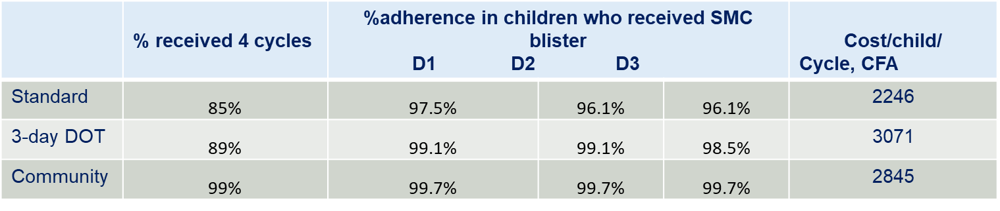 % received 4 cycles
%adherence in children who received SMC
blister
D1 D2 D3
Cost/child/
Cycle, CFA
Standard 85% 97.5% 96.1% 96.1% 2246
3-day DOT 89% 99.1% 99.1% 98.5% 3071
Community 99% 99.7% 99.7% 99.7% 2845